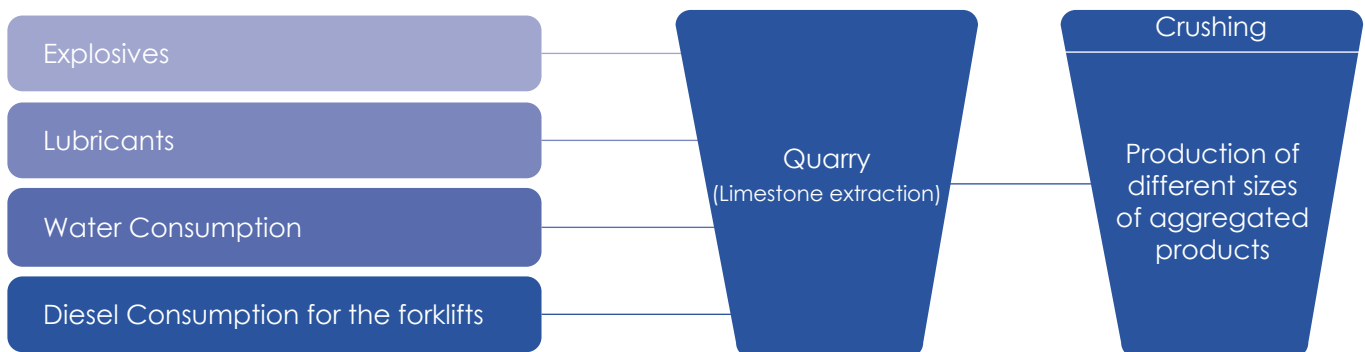 Explosives
Lubricants
Water Consumption
Diesel Consumption for the forklifts
Quarry
(Limestone extraction)
Crushing
Production of
different sizes
of aggregated
products